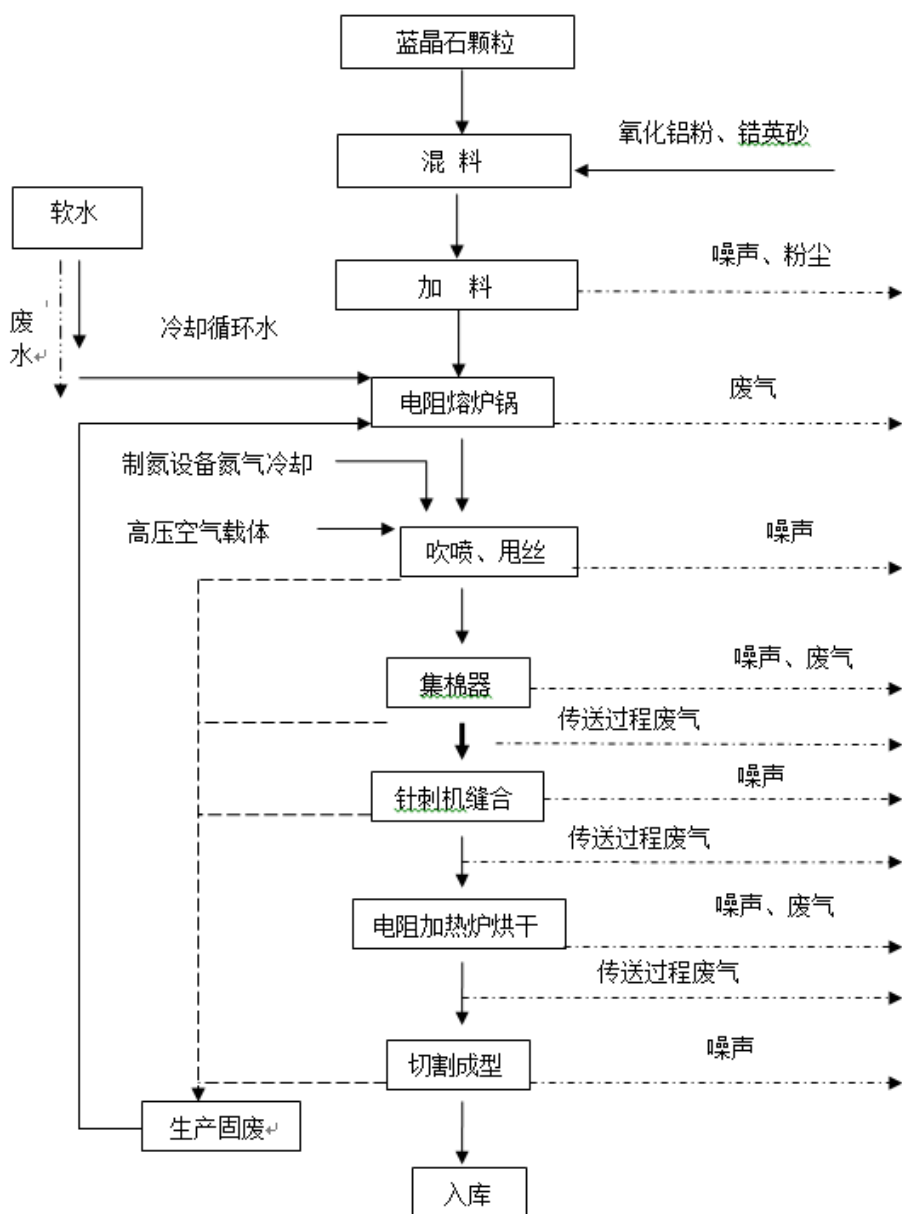 蓝晶石颗粒
氧化铝粉、锆英砂
混 料
软水
噪声、粉尘
加 料
废
水
冷却循环水
废气
电阻熔炉锅
制氮设备氮气冷却
高压空气载体
噪声
吹喷、甩丝
噪声、废气
集棉器
传送过程废气
噪声
针刺机缝合
传送过程废气
噪声、废气
电阻加热炉烘干
传送过程废气
噪声
切割成型
生产固废
入库